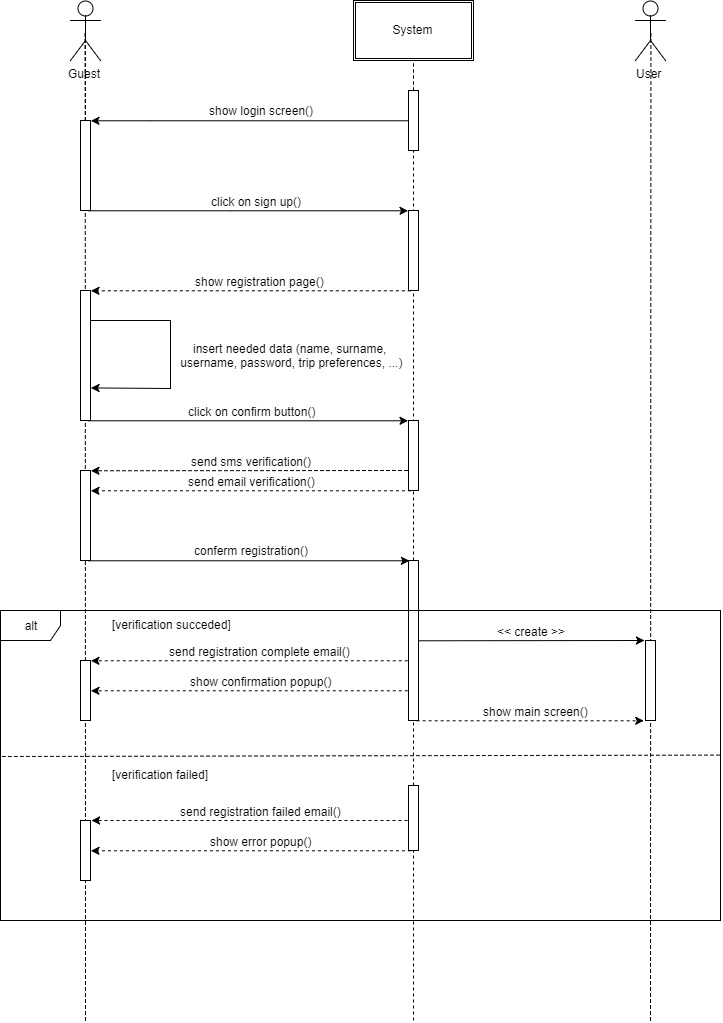 System
Guest
User
show login screen()
click on sign up()
show registration page()
insert needed data (name, surname,
username, password, trip preferences, ...)
click on confirm button()
send sms verification()
send email verification()
conferm registration()
alt
[verification succeded]
<< create >>
send registration complete email()
show confirmation popup()
show main screen()
[verification failed]
send registration failed email()
show error popup()